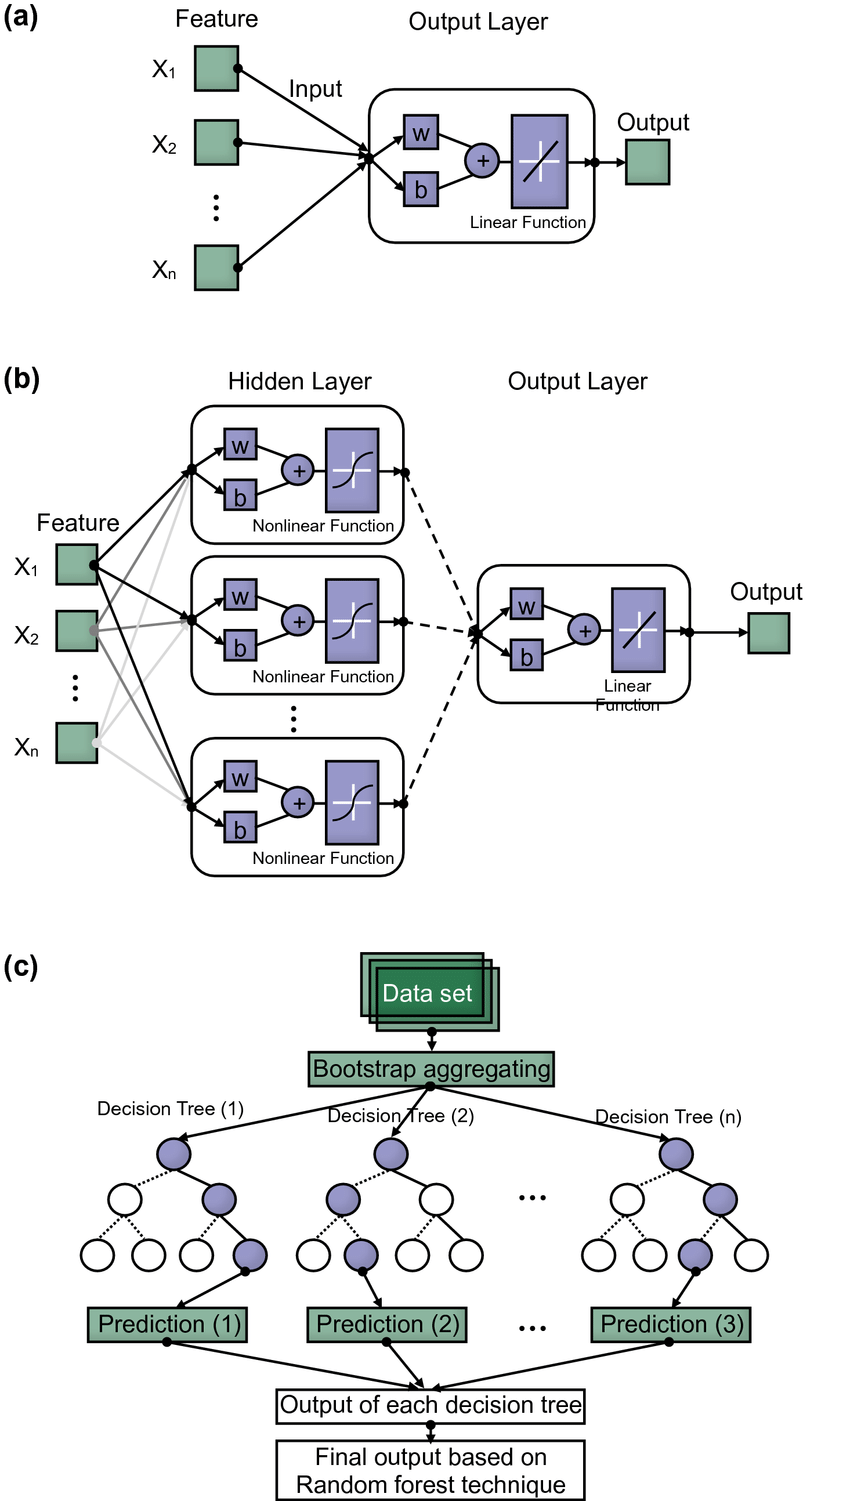 (a)
Feature
Output Layer
X1
Input
X2
w
+
b
Output
Linear Function
Xn
(b)
Hidden Layer
Output Layer
w
+
b
Nonlinear Function
Feature
X1
w
+
b
Nonlinear Function
X2
w
+
b
Linear
Function
Output
Xn
w
+
b
Nonlinear Function
(c)
Data set
Bootstrap aggregating
Decision Tree (1)
Decision Tree (2)
Decision Tree (n)
...
Prediction (1)
Prediction (2)
...
Prediction (3)
Output of each decision tree
Final output based on
Random forest technique